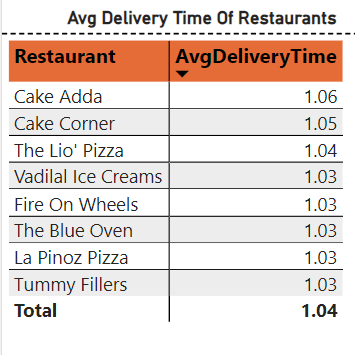 Avg Delivery Time Of Restaurants
Restaurant AvgDeliveryTime
Cake Adda 1.06
Cake Corner 1.05
The Lio' Pizza 1.04
Vadilal Ice Creams 1.03
Fire On Wheels 1.03
The Blue Oven 1.03
La Pinoz Pizza 1.03
Tummy Fillers 1.03
Total 1.04